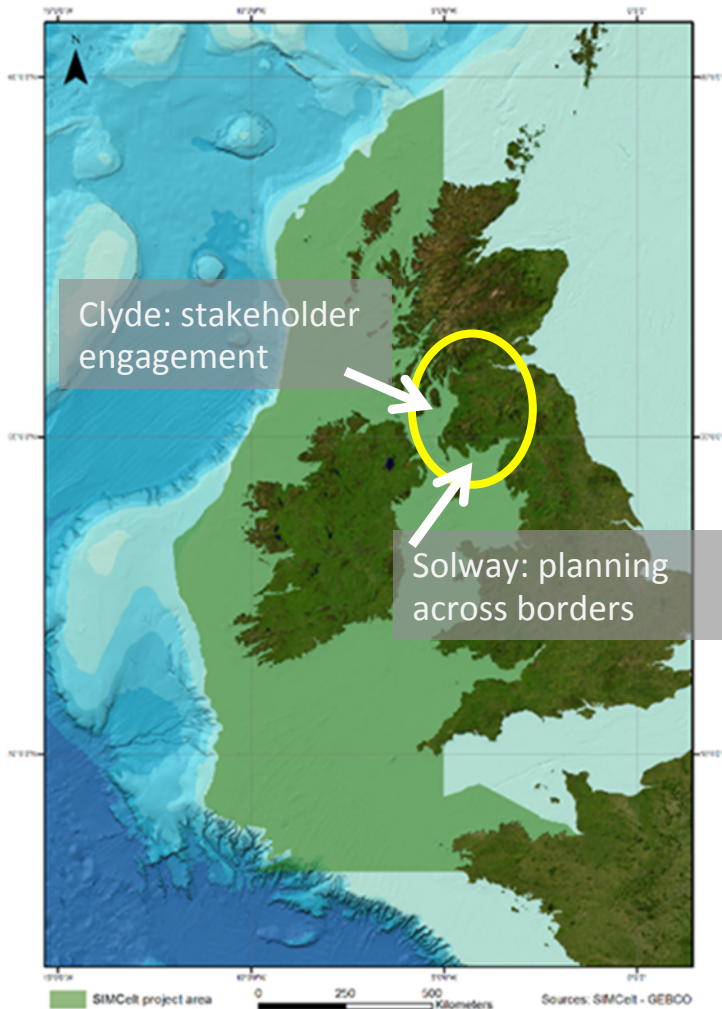 N
Clyde: stakeholder
engagement
Solway: planning
across borders
SIMCelt project area
0 250 500
Kilometers
Sources: SIMCelt - GEBCO